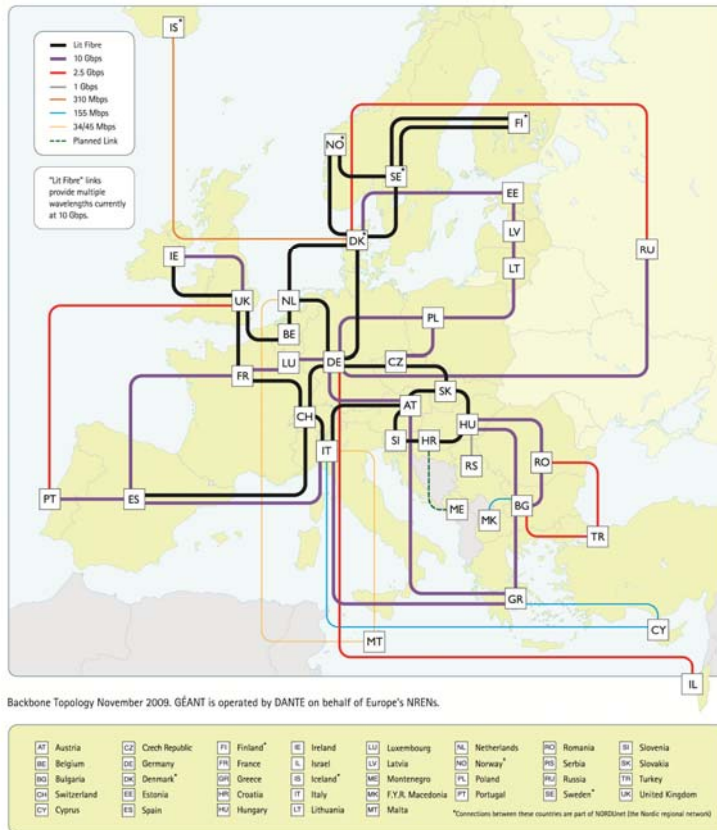 IS*
Lit Fibre
10 Gbps
2.5 Gbps
1 Gbps
310 Mbps
155 Mbps
34/45 Mbps
Planned Link
"Lit Fibre" links
provide multiple
wavelengths currently
at 10 Gbps.
FI*
NO*
SE*
EE
DK*
LV
RU
IE
LT
UK
NL
PL
BE
LU
DE
CZ
FR
SK
AT
CH
HU
SI
HR
IT
RS
RO
PT
ES
ME
MK
BG
TR
GR
CY
MT
IL
Backbone Topology November 2009. GÉANT is operated by DANTE on behalf of Europe's NRENs.
AT Austria CZ Czech Republic FI Finland* IE Ireland LU Luxembourg NL Netherlands RO Romania SI Slovenia
BE Belgium DE Germany FR France IL Israel LV Latvia NO Norway* RS Serbia SK Slovakia
BG Bulgaria DK Denmark* GR Greece IS Iceland* ME Montenegro PL Poland RU Russia TR Turkey
CH Switzerland EE Estonia HR Croatia IT Italy MK F.Y.R. Macedonia PT Portugal SE Sweden* UK United Kingdom
CY Cyprus ES Spain HU Hungary LT Lithuania MT Malta
*Connections between these countries are part of NORDUnet (the Nordic regional network)